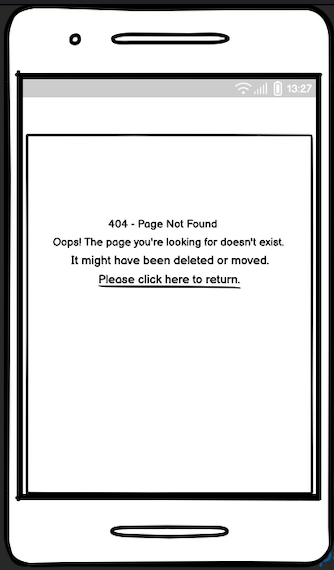 13:27
404 - Page Not Found
Oops! The page you're looking for doesn't exist.
It might have been deleted or moved.
Please click here to return.